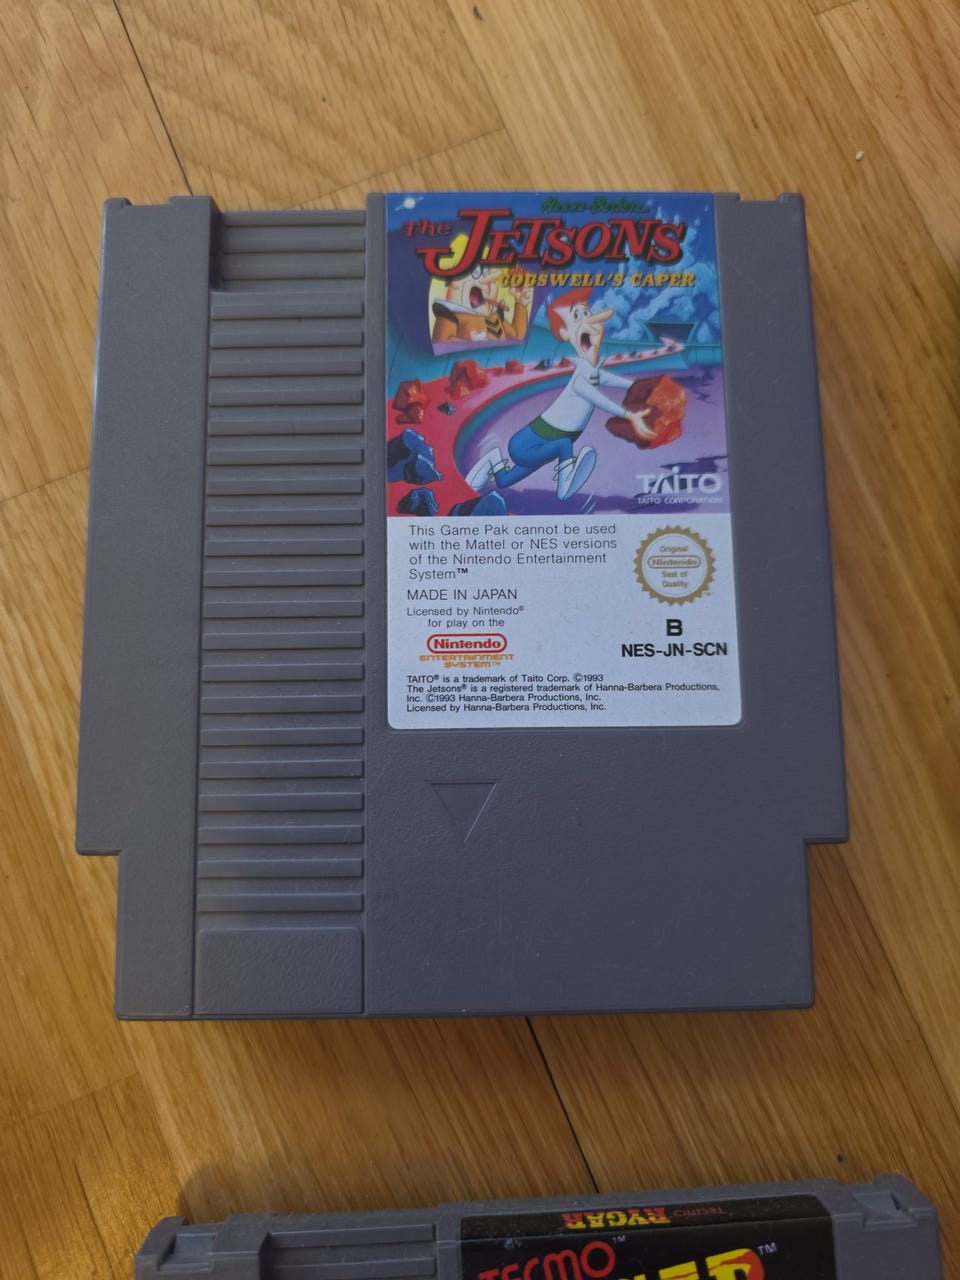 Hanna-Barbera
The JETSONS
COGSWELL'S CAPER
TAITO
TAITO CORPORATION
This Game Pak cannot be used
with the Mattel or NES versions
of the Nintendo Entertainment
System™
MADE IN JAPAN
Licensed by Nintendo®
for play on the
Nintendo
ENTERTAINMENT
SYSTEM™
Original
Nintendo
Seal of
Quality
B
NES-JN-SCN
TAITO® is a trademark of Taito Corp. ©1993
The Jetsons® is a registered trademark of Hanna-Barbera Productions,
Inc. ©1993 Hanna-Barbera Productions, Inc.
Licensed by Hanna-Barbera Productions, Inc.
TECMO RYGAR
TECMO™